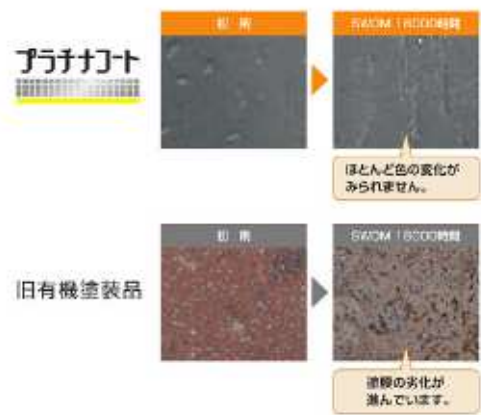 プラチナコート
初期
SWOM 18000時間
ほとんど色の変化が
みられません。
旧有機塗装品
初期
SWOM 18000時間
塗膜の劣化が
進んでいます。